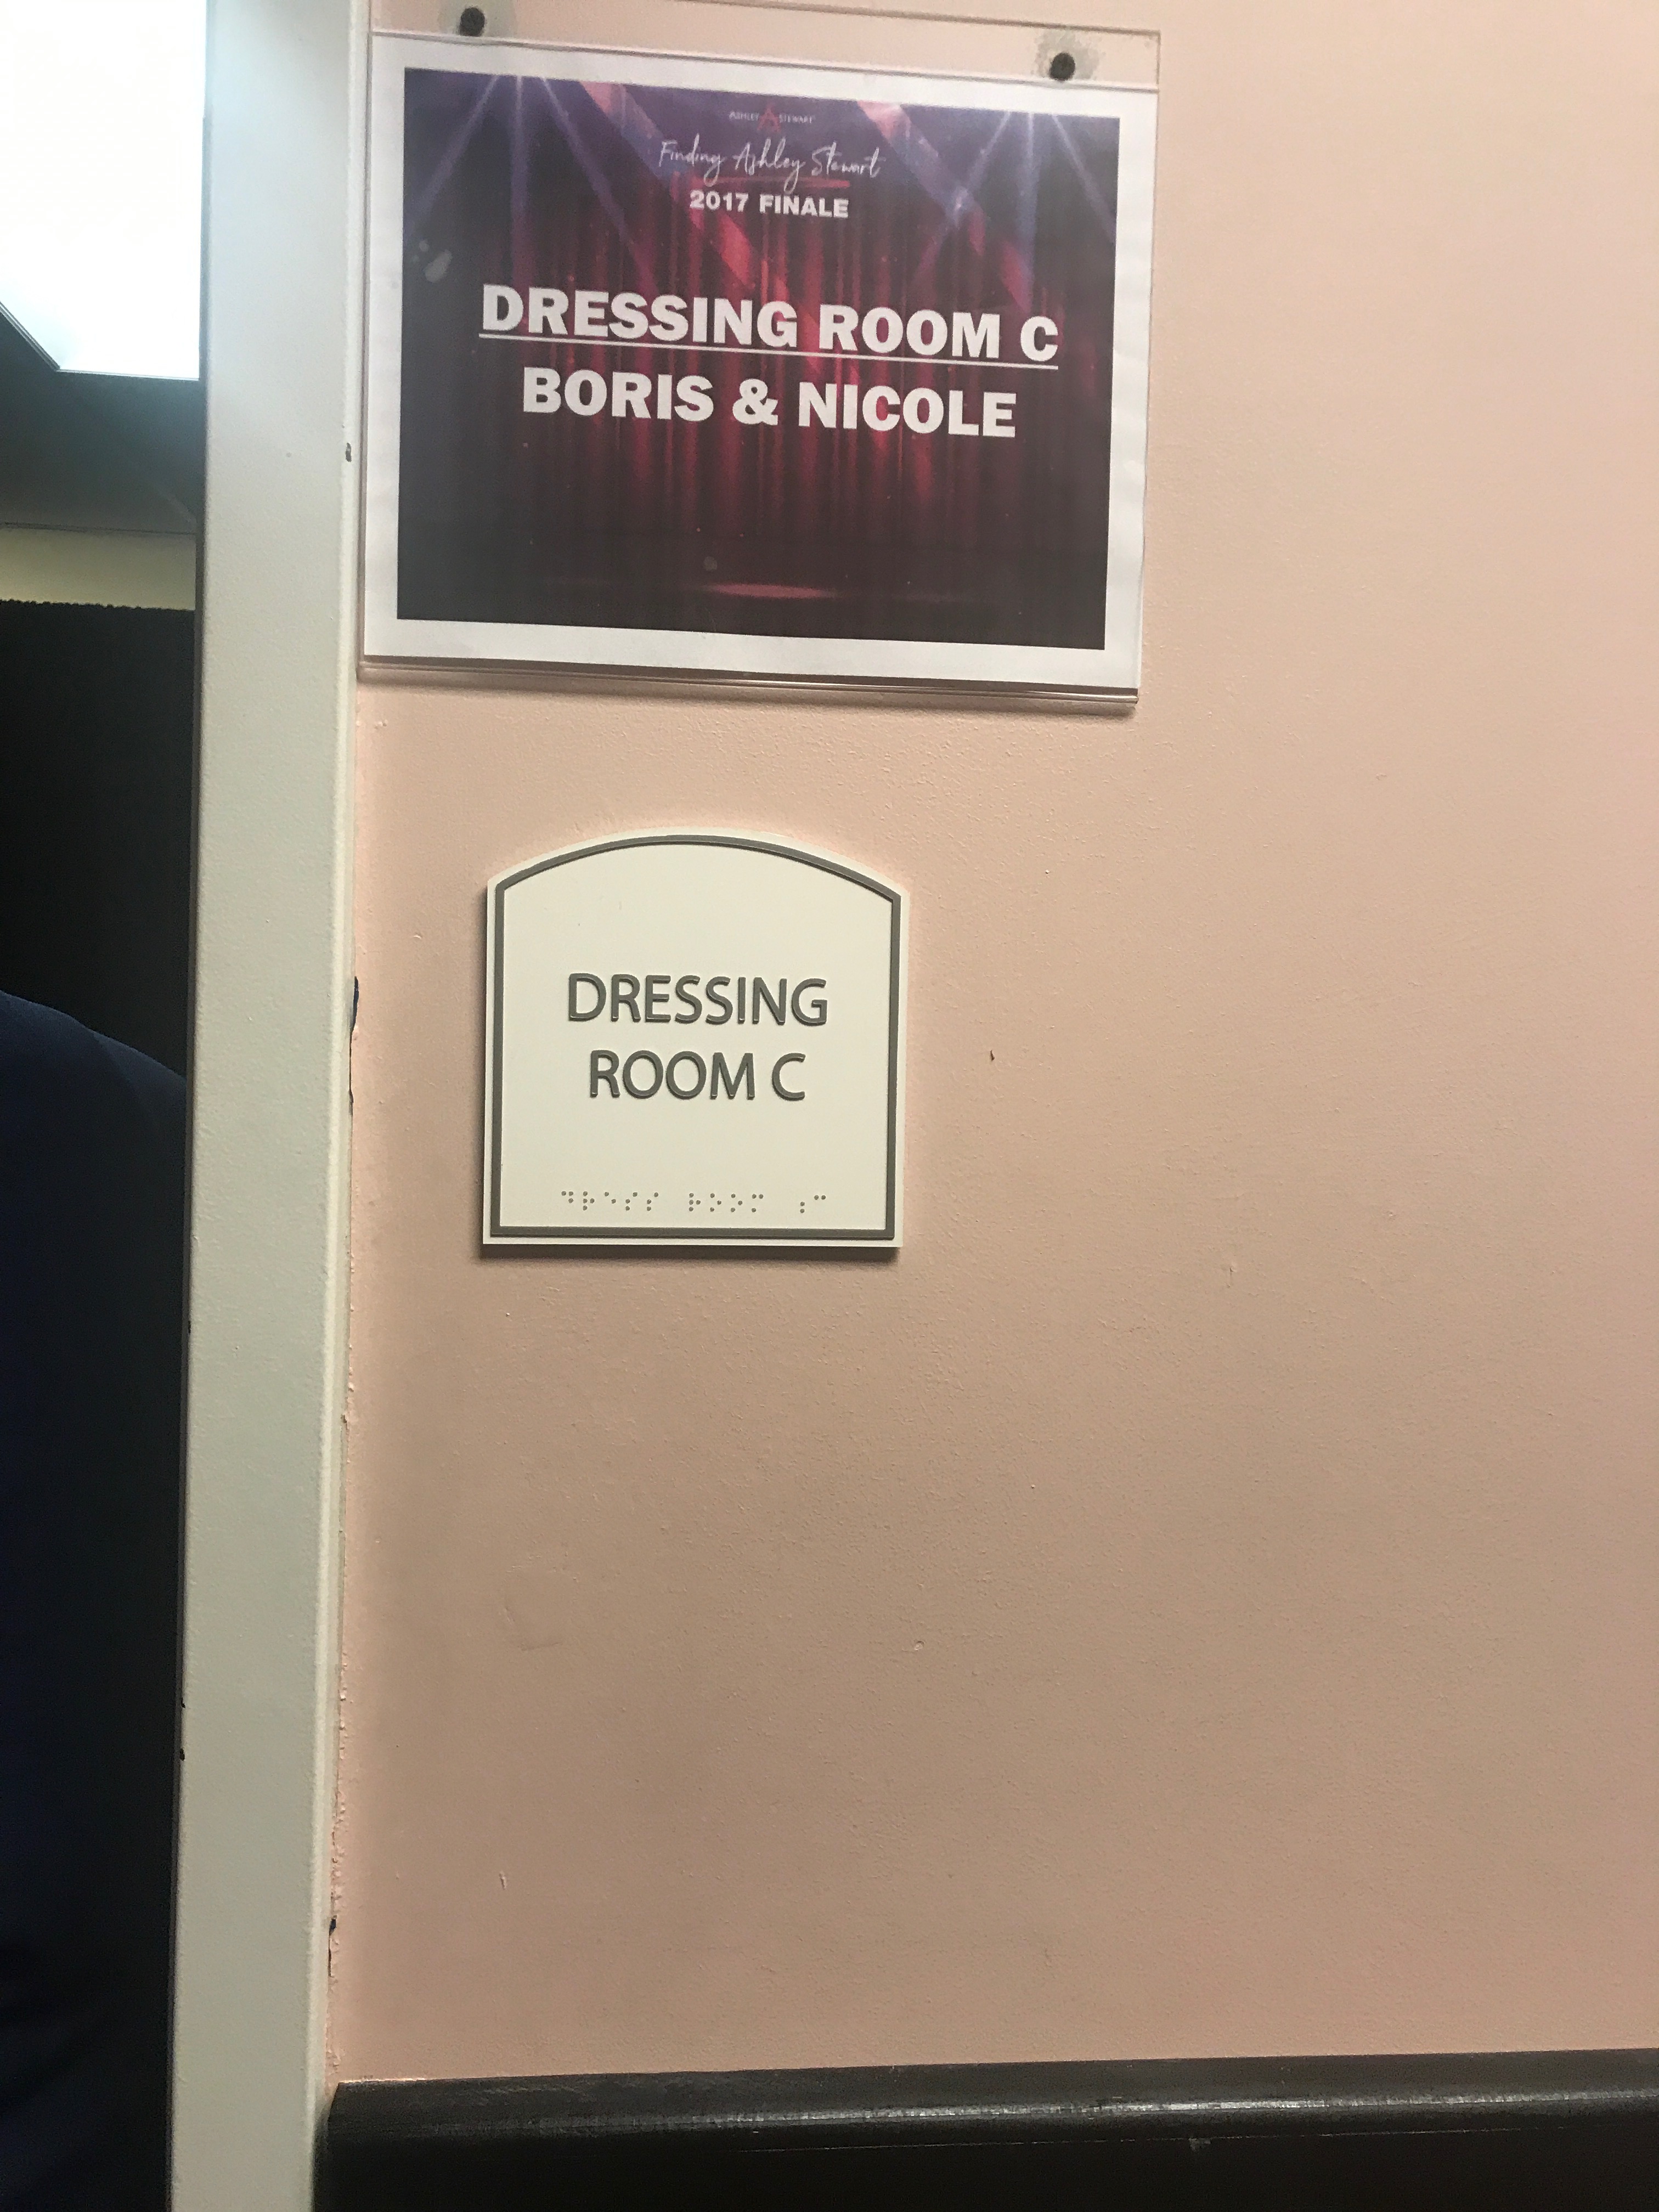 ASHLEY A STEWART
Finding Ashley Stewart
2017 FINALE
DRESSING ROOM C
BORIS & NICOLE
DRESSING
ROOM C